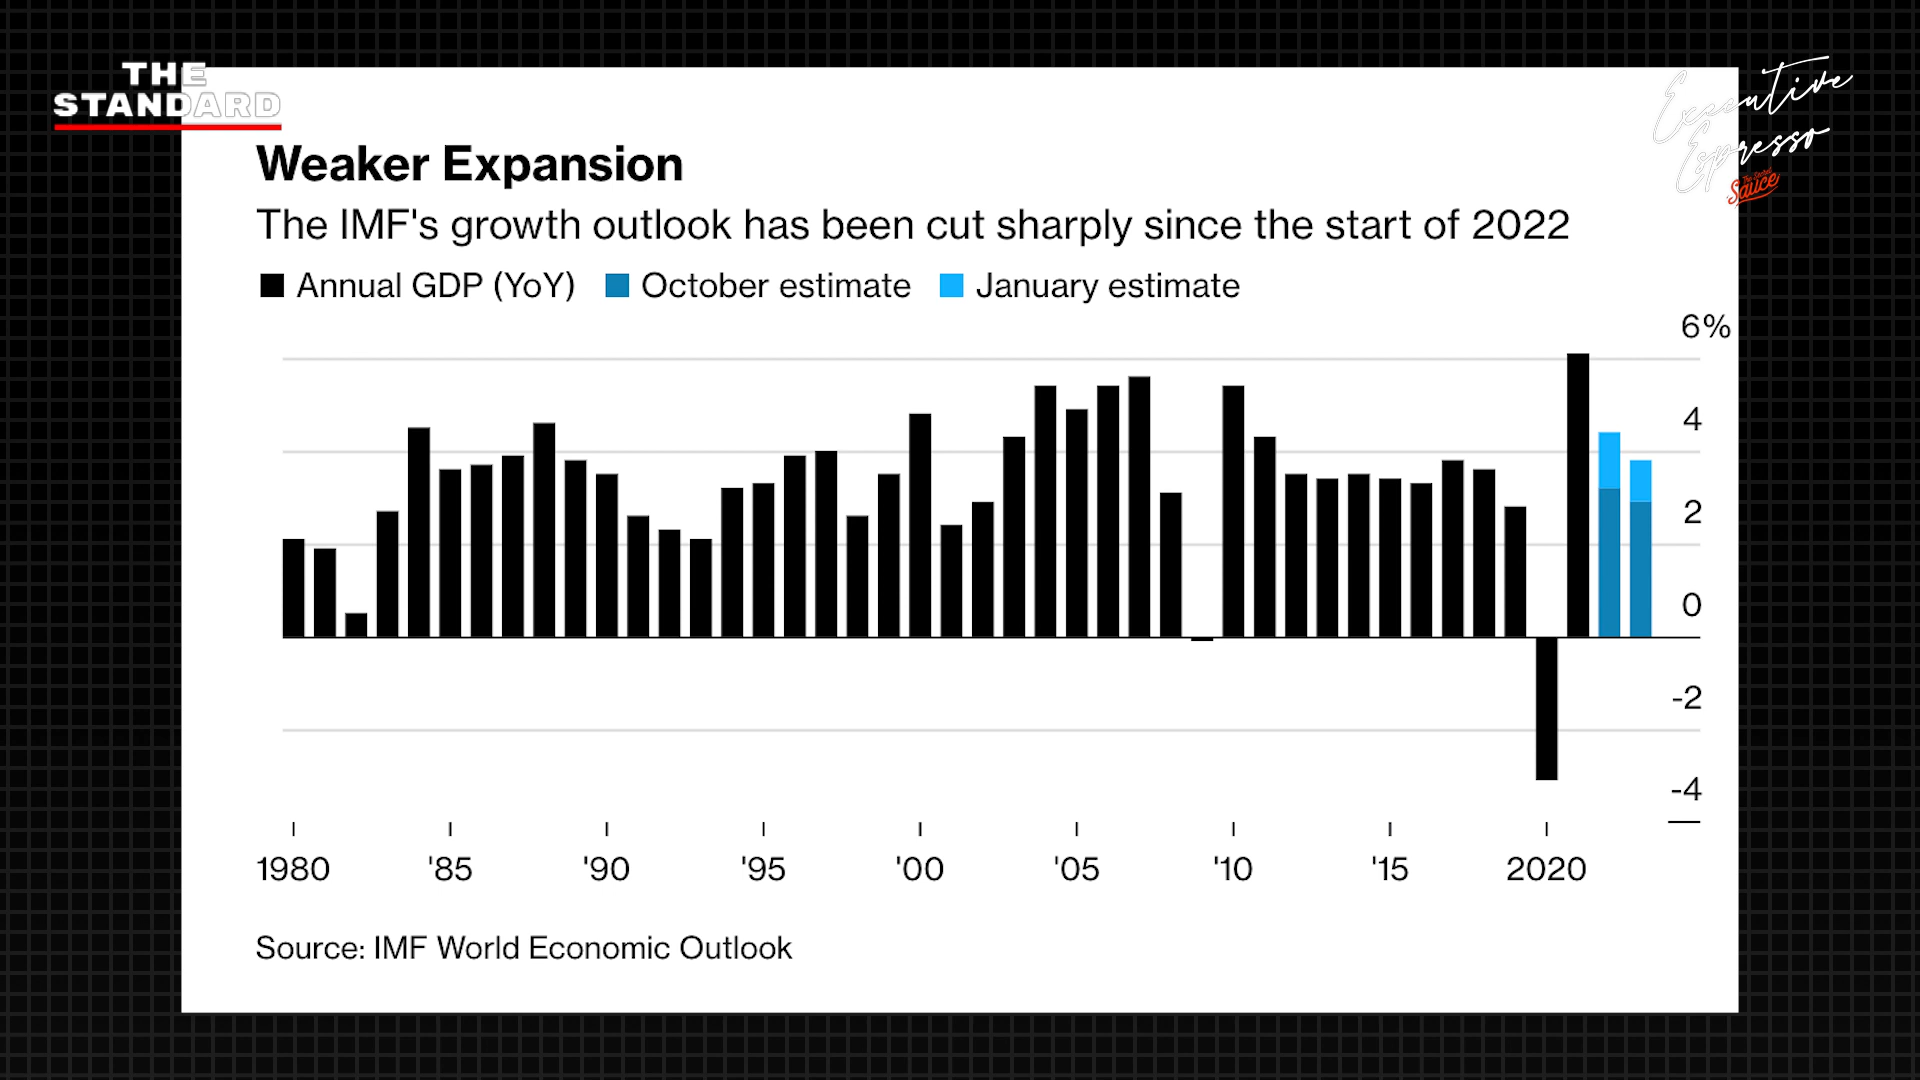 THE
STANDARD
Executive
Espresso
The Secret
Sauce
Weaker Expansion
The IMF's growth outlook has been cut sharply since the start of 2022
Annual GDP (YoY) October estimate January estimate
6%
4
2
0
-2
-4
1980 '85 '90 '95 '00 '05 '10 '15 2020
Source: IMF World Economic Outlook